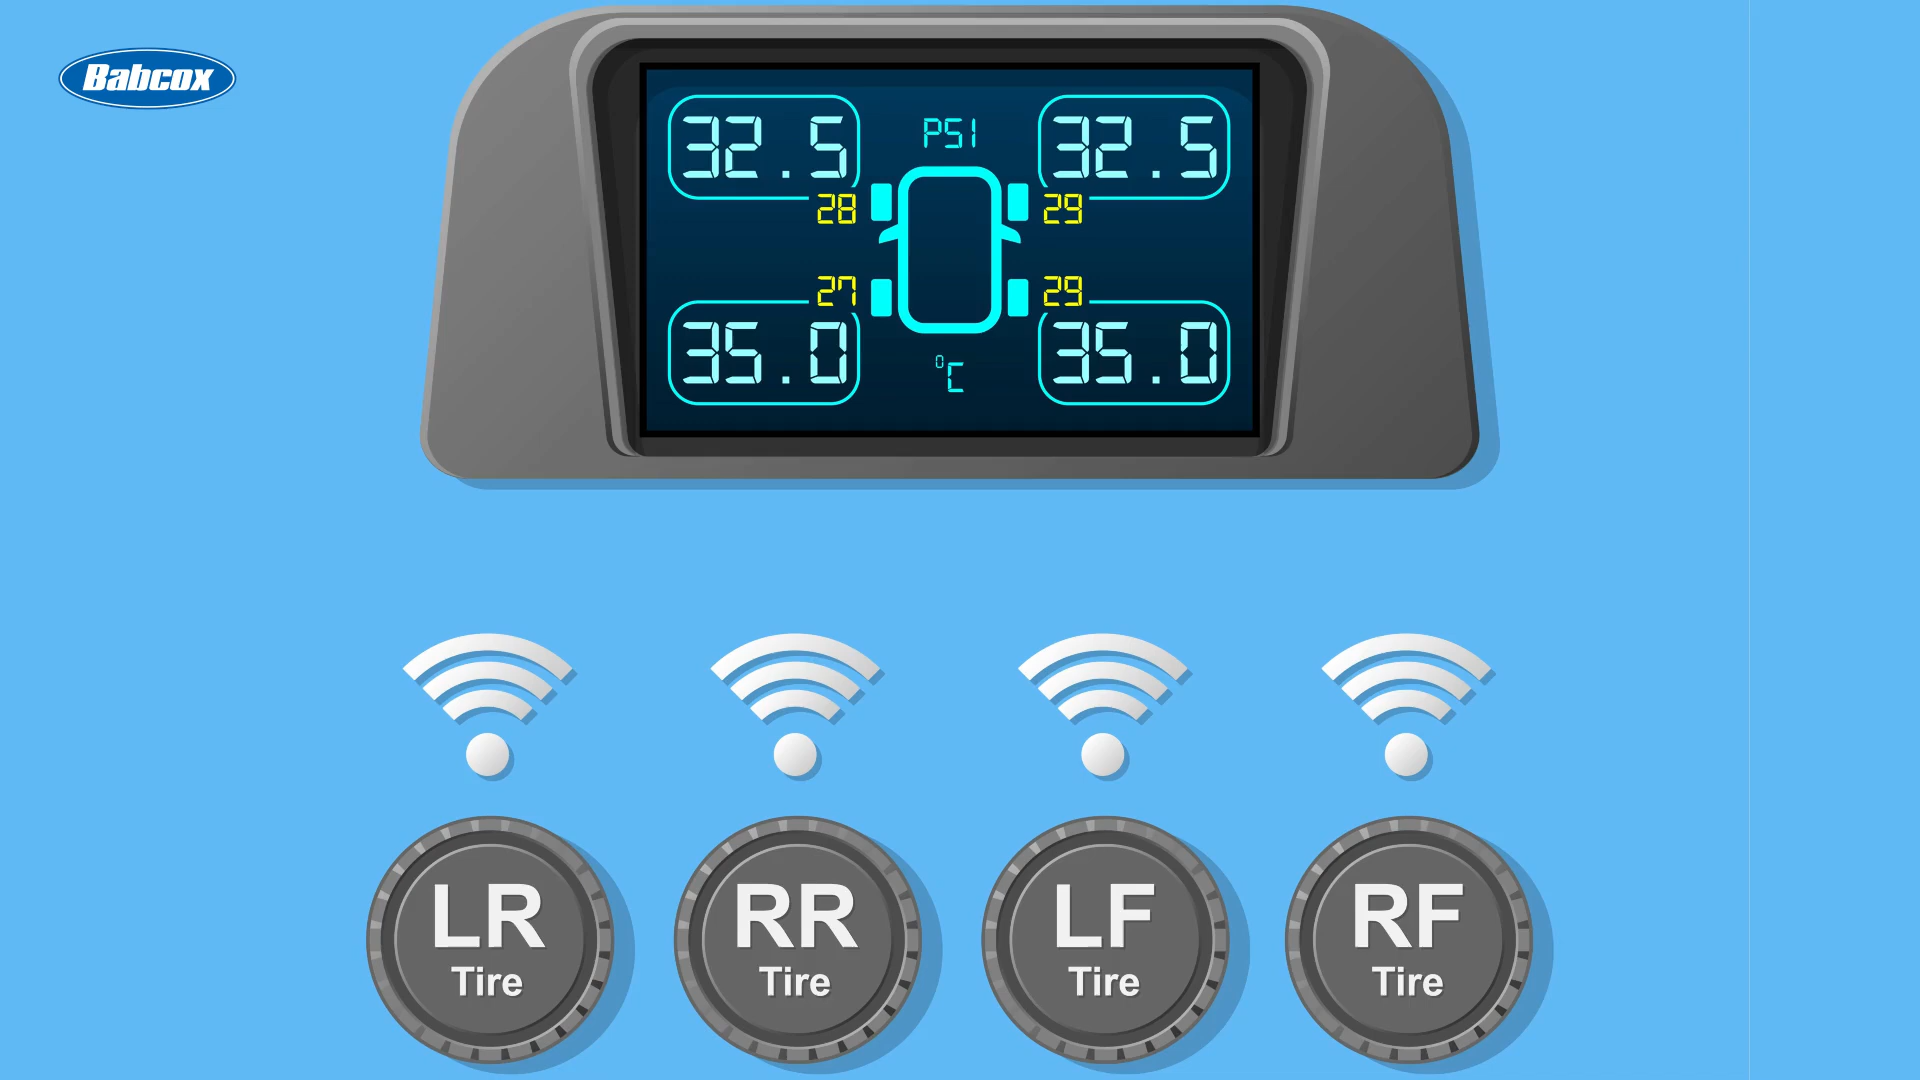 Babcox
32.5 PSI 32.5
28 29
27 29
35.0 °C 35.0
LR RR LF RF
Tire Tire Tire Tire